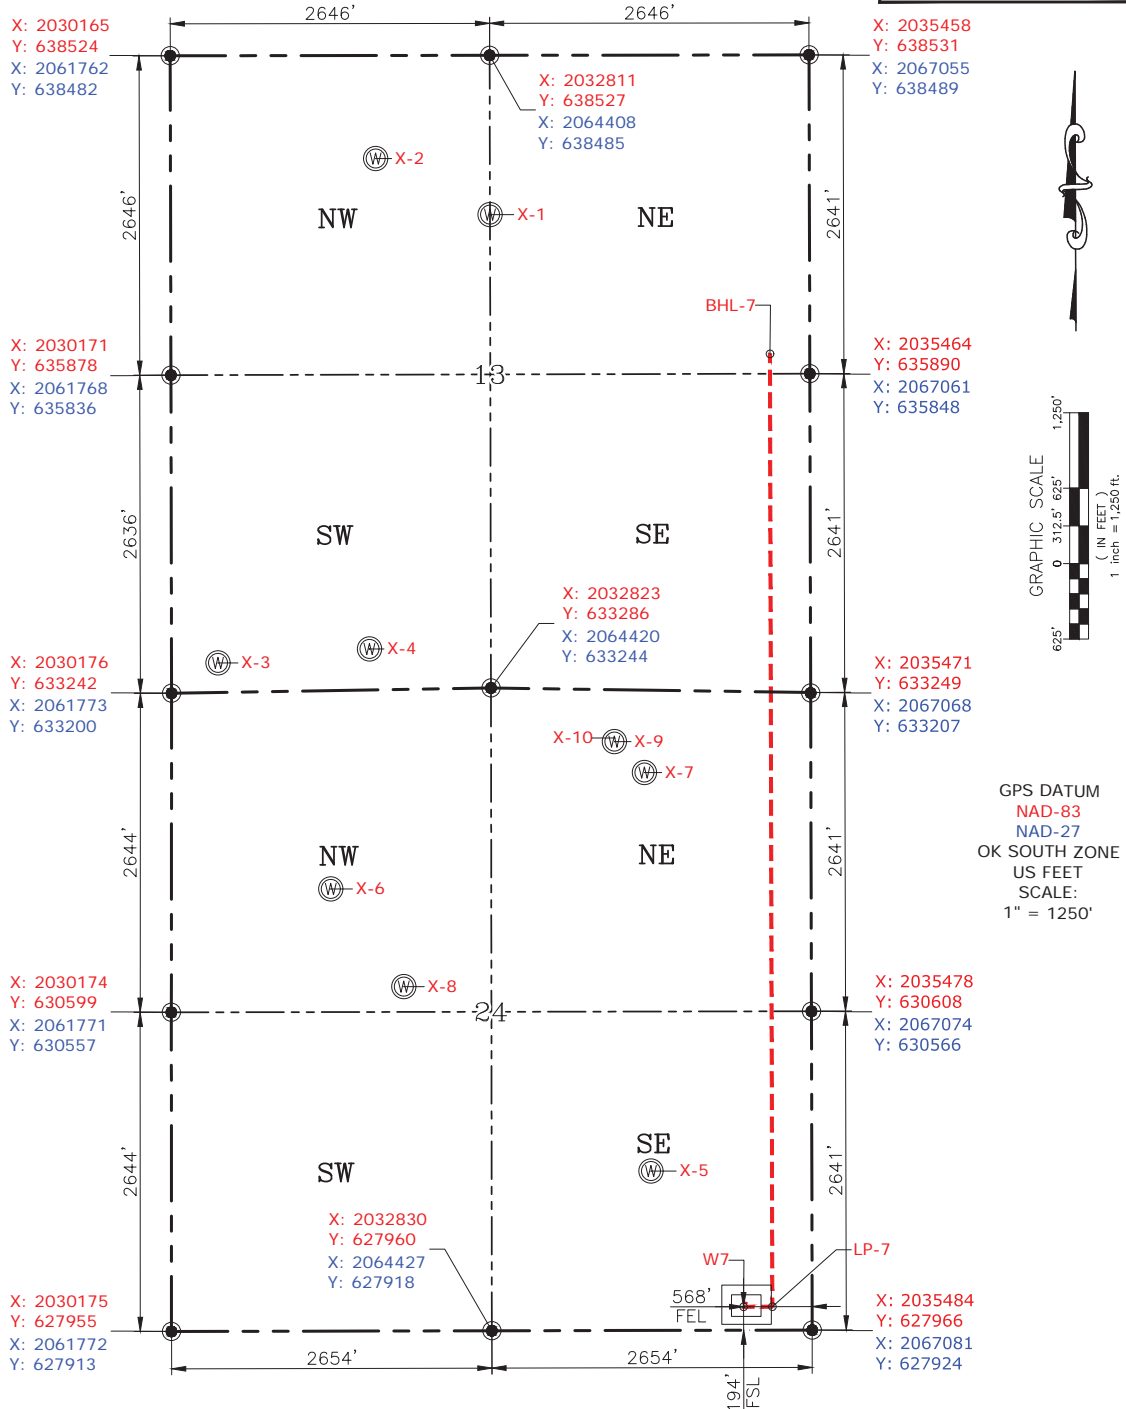 2646'
2646'
X: 2030165
Y: 638524
X: 2061762
Y: 638482
X: 2035458
Y: 638531
X: 2067055
Y: 638489
X: 2032811
Y: 638527
X: 2064408
Y: 638485
X-2
X-1
NW
NE
2646'
2641'
BHL-7
X: 2030171
Y: 635878
X: 2061768
Y: 635836
13
X: 2035464
Y: 635890
X: 2067061
Y: 635848
GRAPHIC SCALE
1,250'
625'
312.5'
0
625'
( IN FEET )
1 inch = 1,250 ft.
2636'
SW
SE
2641'
X: 2032823
Y: 633286
X: 2064420
Y: 633244
X-4
X-3
X: 2030176
Y: 633242
X: 2061773
Y: 633200
X: 2035471
Y: 633249
X: 2067068
Y: 633207
X-10
X-9
X-7
GPS DATUM
NAD-83
NAD-27
OK SOUTH ZONE
US FEET
SCALE:
1" = 1250'
2644'
NW
NE
2641'
X-6
X-8
X: 2030174
Y: 630599
X: 2061771
Y: 630557
24
X: 2035478
Y: 630608
X: 2067074
Y: 630566
2644'
SW
SE
2641'
X-5
X: 2032830
Y: 627960
X: 2064427
Y: 627918
W7
LP-7
568'
FEL
X: 2030175
Y: 627955
X: 2061772
Y: 627913
X: 2035484
Y: 627966
X: 2067081
Y: 627924
2654'
2654'
194'
FSL